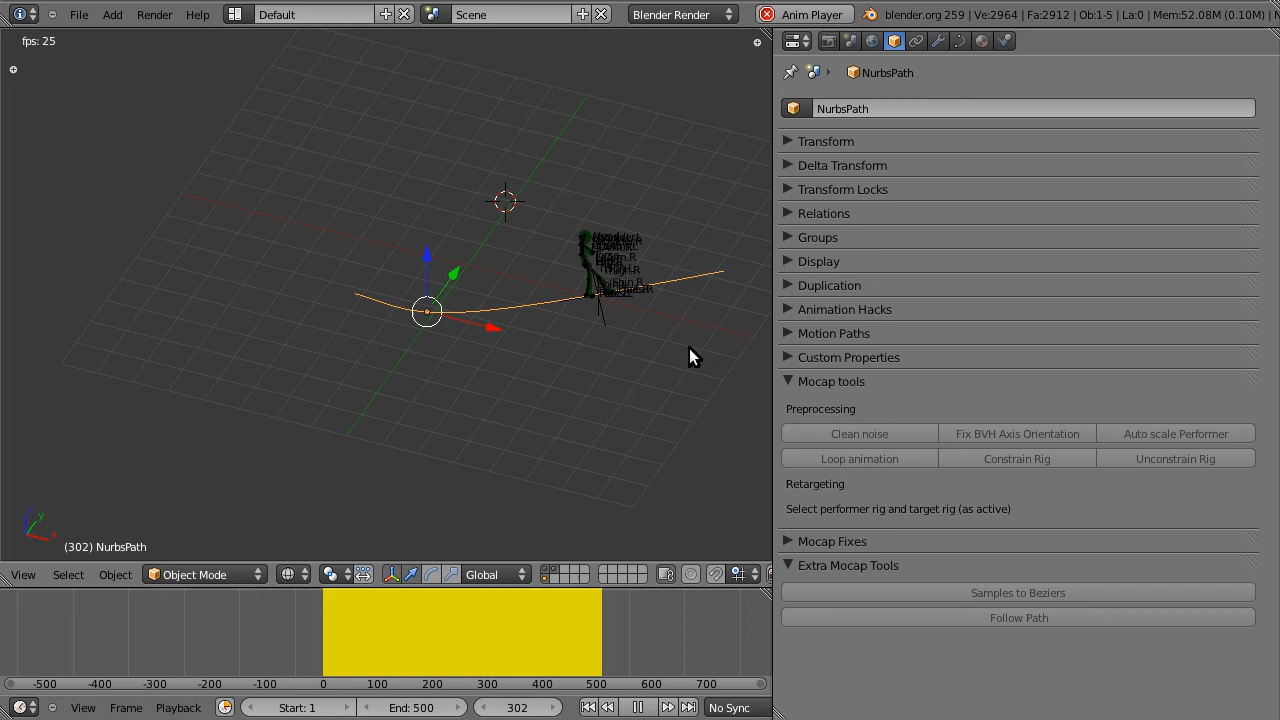 File Add Render Help Default Scene Blender Render Anim Player blender.org 259 | Ve:2964 | Fa:2912 | Ob:1-5 | La:0 | Mem:52.08M (0.10M) |
fps: 25
NurbsPath
NurbsPath
Transform
Delta Transform
Transform Locks
Relations
Groups
Display
Duplication
Animation Hacks
Motion Paths
Custom Properties
Mocap tools
Preprocessing
Clean noise Fix BVH Axis Orientation Auto scale Performer
Loop animation Constrain Rig Unconstrain Rig
Retargeting
Select performer rig and target rig (as active)
Mocap Fixes
Extra Mocap Tools
Samples to Beziers
Follow Path
y
x
(302) NurbsPath
View Select Object Object Mode Global
-500 -400 -300 -200 -100 0 100 200 300 400 500 600 700
View Frame Playback Start: 1 End: 500 302 No Sync